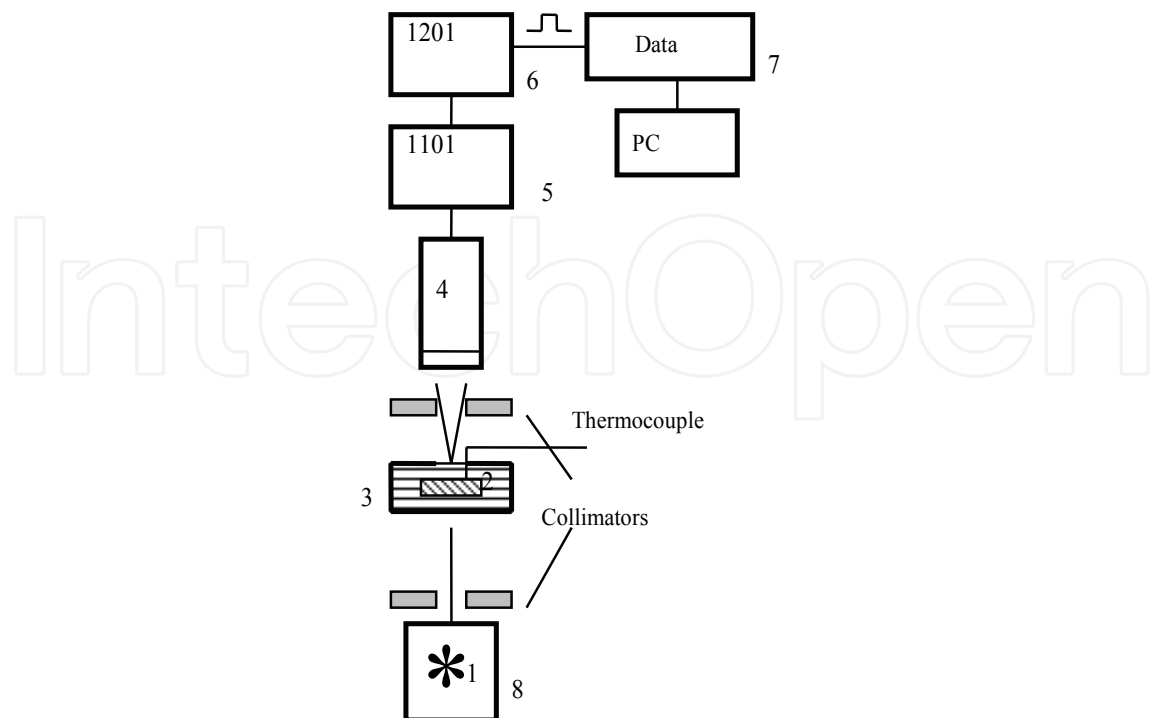 1201
Data
6
7
1101
PC
5
IntechOpen
4
Thermocouple
2
3
Collimators
1
8